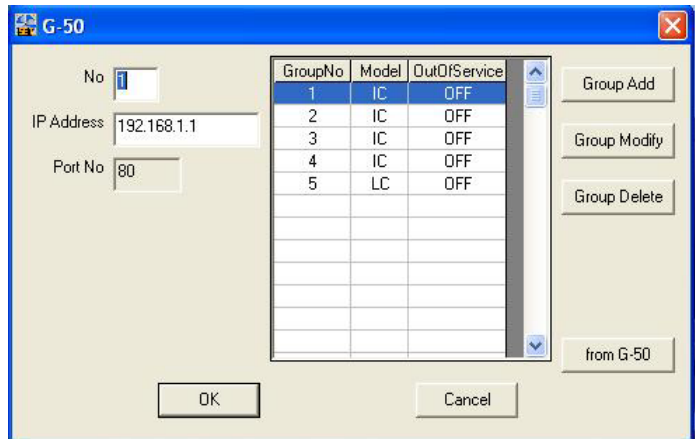 G-50
No 1
IP Address 192.168.1.1
Port No 80
GroupNo Model OutOfService
1 IC OFF
2 IC OFF
3 IC OFF
4 IC OFF
5 LC OFF
Group Add
Group Modify
Group Delete
from G-50
OK Cancel